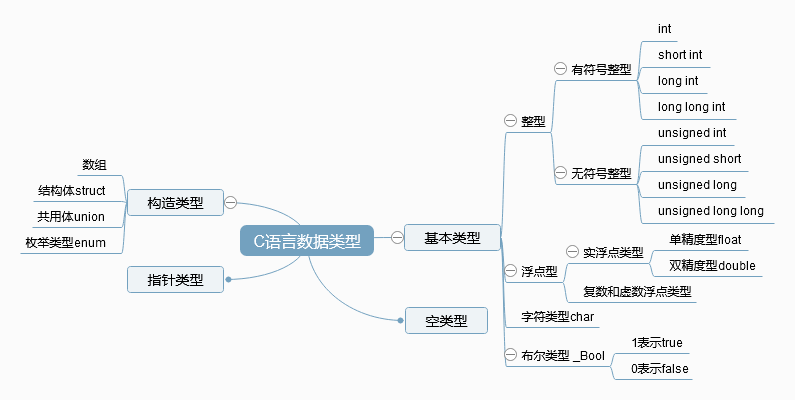 C语言数据类型
构造类型
数组
结构体struct
共用体union
枚举类型enum
指针类型
基本类型
整型
有符号整型
int
short int
long int
long long int
无符号整型
unsigned int
unsigned short
unsigned long
unsigned long long
浮点型
实浮点类型
单精度型float
双精度型double
复数和虚数浮点类型
字符类型char
布尔类型 _Bool
1表示true
0表示false
空类型